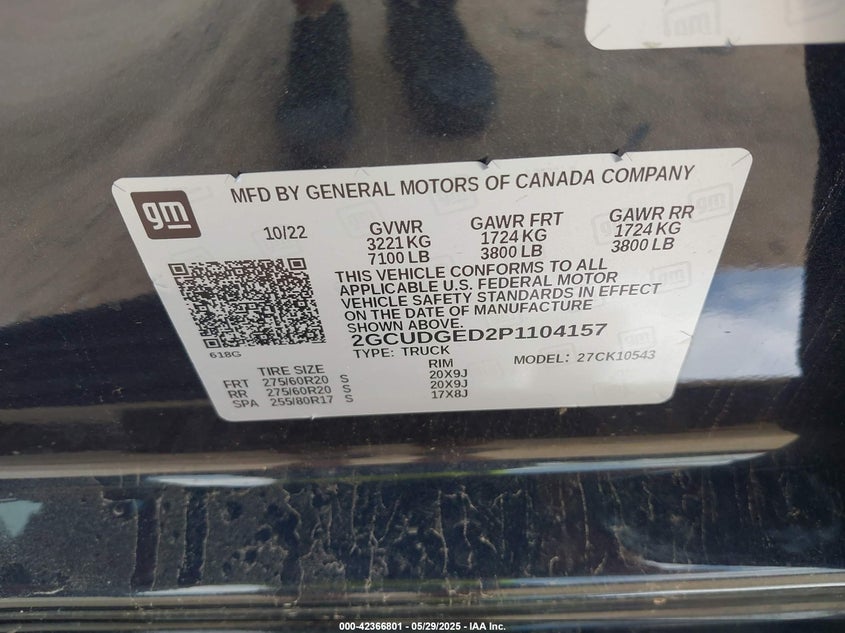 gm
MFD BY GENERAL MOTORS OF CANADA COMPANY
10/22
GVWR
3221 KG
7100 LB
GAWR FRT
1724 KG
3800 LB
GAWR RR
1724 KG
3800 LB
THIS VEHICLE CONFORMS TO ALL
APPLICABLE U.S. FEDERAL MOTOR
VEHICLE SAFETY STANDARDS IN EFFECT
ON THE DATE OF MANUFACTURE
SHOWN ABOVE.
618G
2GCUDGED2P1104157
TYPE: TRUCK
MODEL: 27CK10543
TIRE SIZE RIM
FRT 275/60R20 S 20X9J
RR 275/60R20 S 20X9J
SPA 255/80R17 S 17X8J
000-42366801 - 05/29/2025 - IAA Inc.